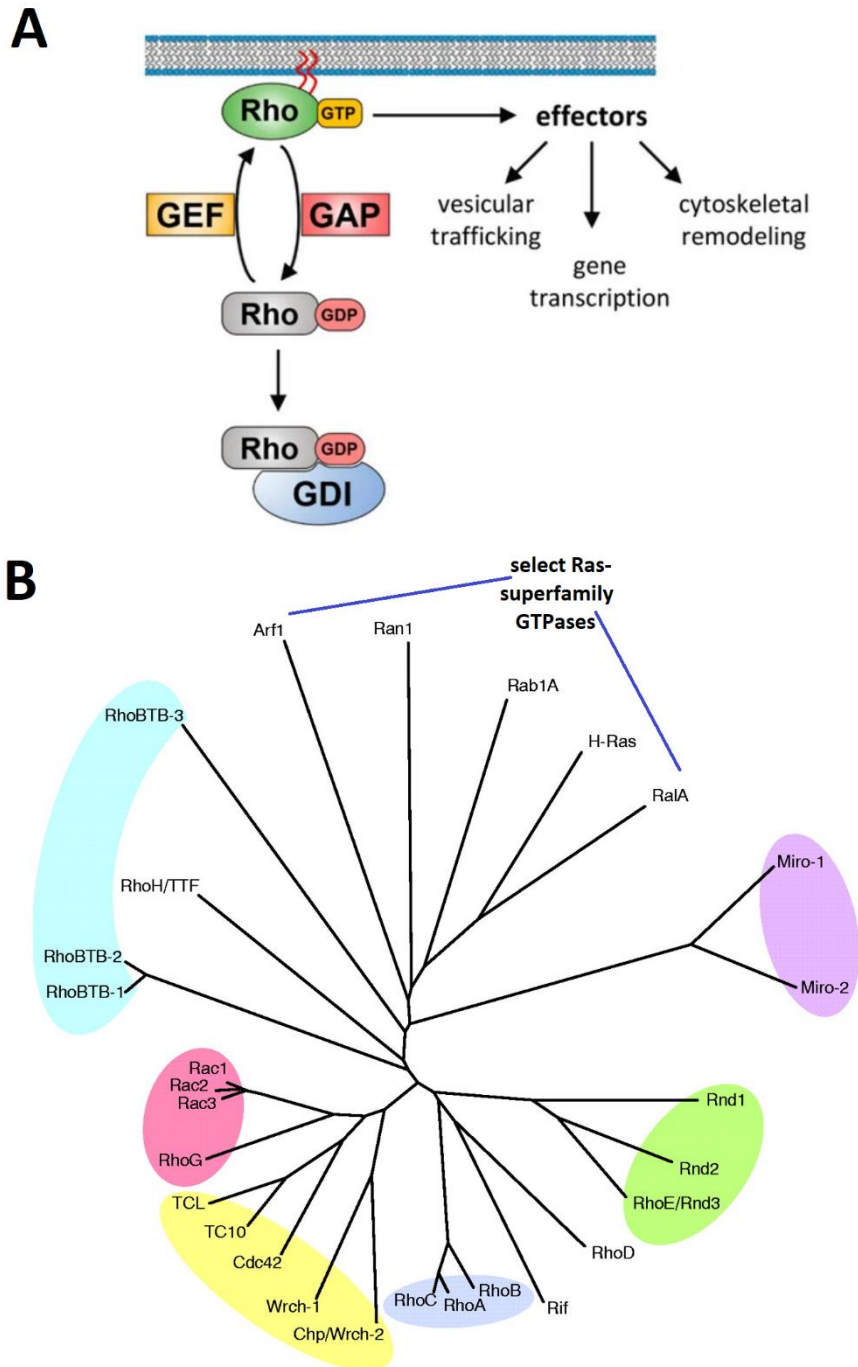 A
Rho
GTP
effectors
GEF
GAP
vesicular
trafficking
cytoskeletal
remodeling
gene
transcription
Rho
GDP
Rho
GDP
GDI
B
select Ras-
superfamily
GTPases
Arf1
Ran1
Rab1A
RhoBTB-3
H-Ras
RalA
Miro-1
RhoH/TTF
RhoBTB-2
RhoBTB-1
Miro-2
Rac1
Rac2
Rac3
Rnd1
RhoG
Rnd2
TCL
RhoE/Rnd3
TC10
RhoD
Cdc42
Wrch-1
RhoC
RhoA
RhoB
Rif
Chp/Wrch-2